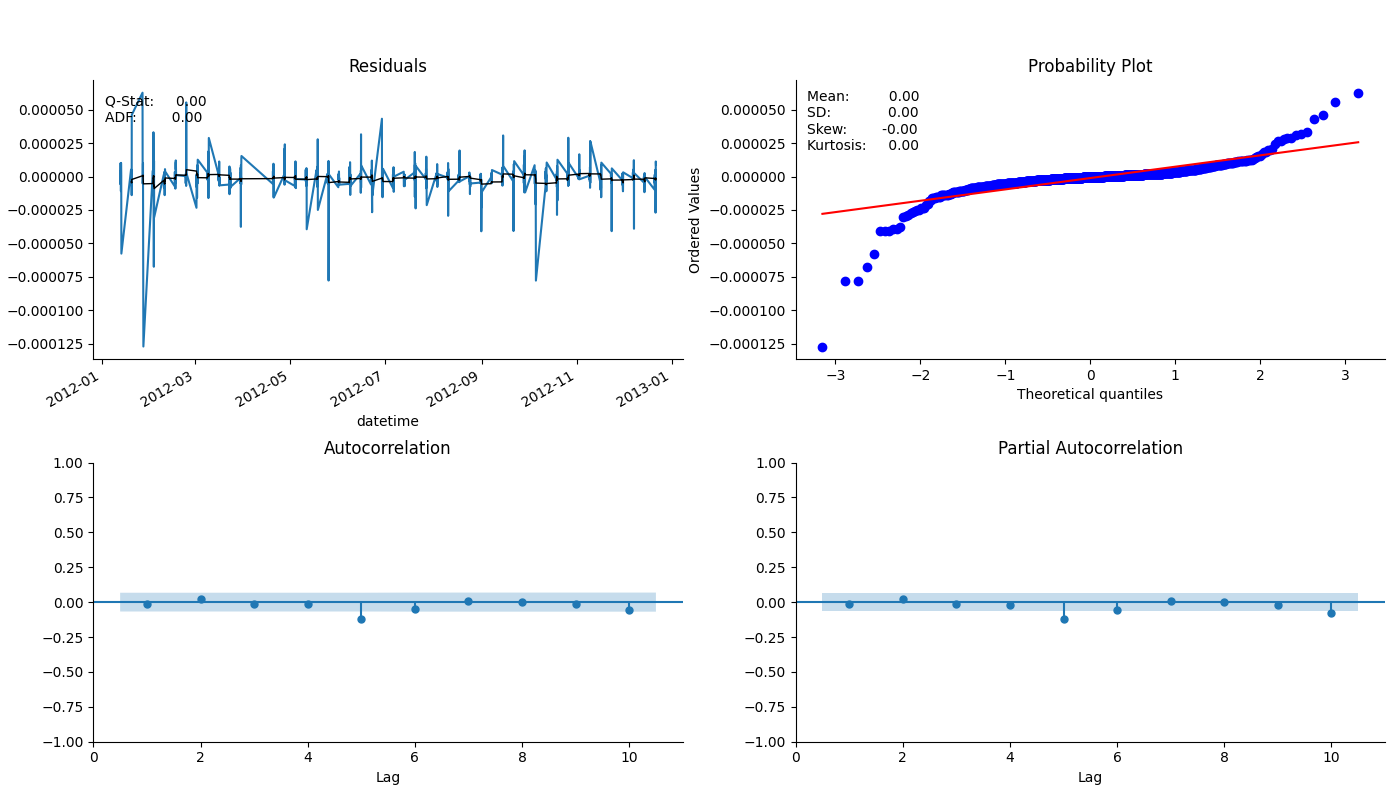 Residuals
Q-Stat: 0.00
ADF: 0.00
0.000050
0.000025
0.000000
−0.000025
−0.000050
−0.000075
−0.000100
−0.000125
2012-01
2012-03
2012-05
2012-07
2012-09
2012-11
2013-01
datetime
Probability Plot
Mean: 0.00
SD: 0.00
Skew: -0.00
Kurtosis: 0.00
Ordered Values
0.000050
0.000025
0.000000
−0.000025
−0.000050
−0.000075
−0.000100
−0.000125
−3 −2 −1 0 1 2 3
Theoretical quantiles
Autocorrelation
1.00
0.75
0.50
0.25
0.00
−0.25
−0.50
−0.75
−1.00
0 2 4 6 8 10
Lag
Partial Autocorrelation
1.00
0.75
0.50
0.25
0.00
−0.25
−0.50
−0.75
−1.00
0 2 4 6 8 10
Lag